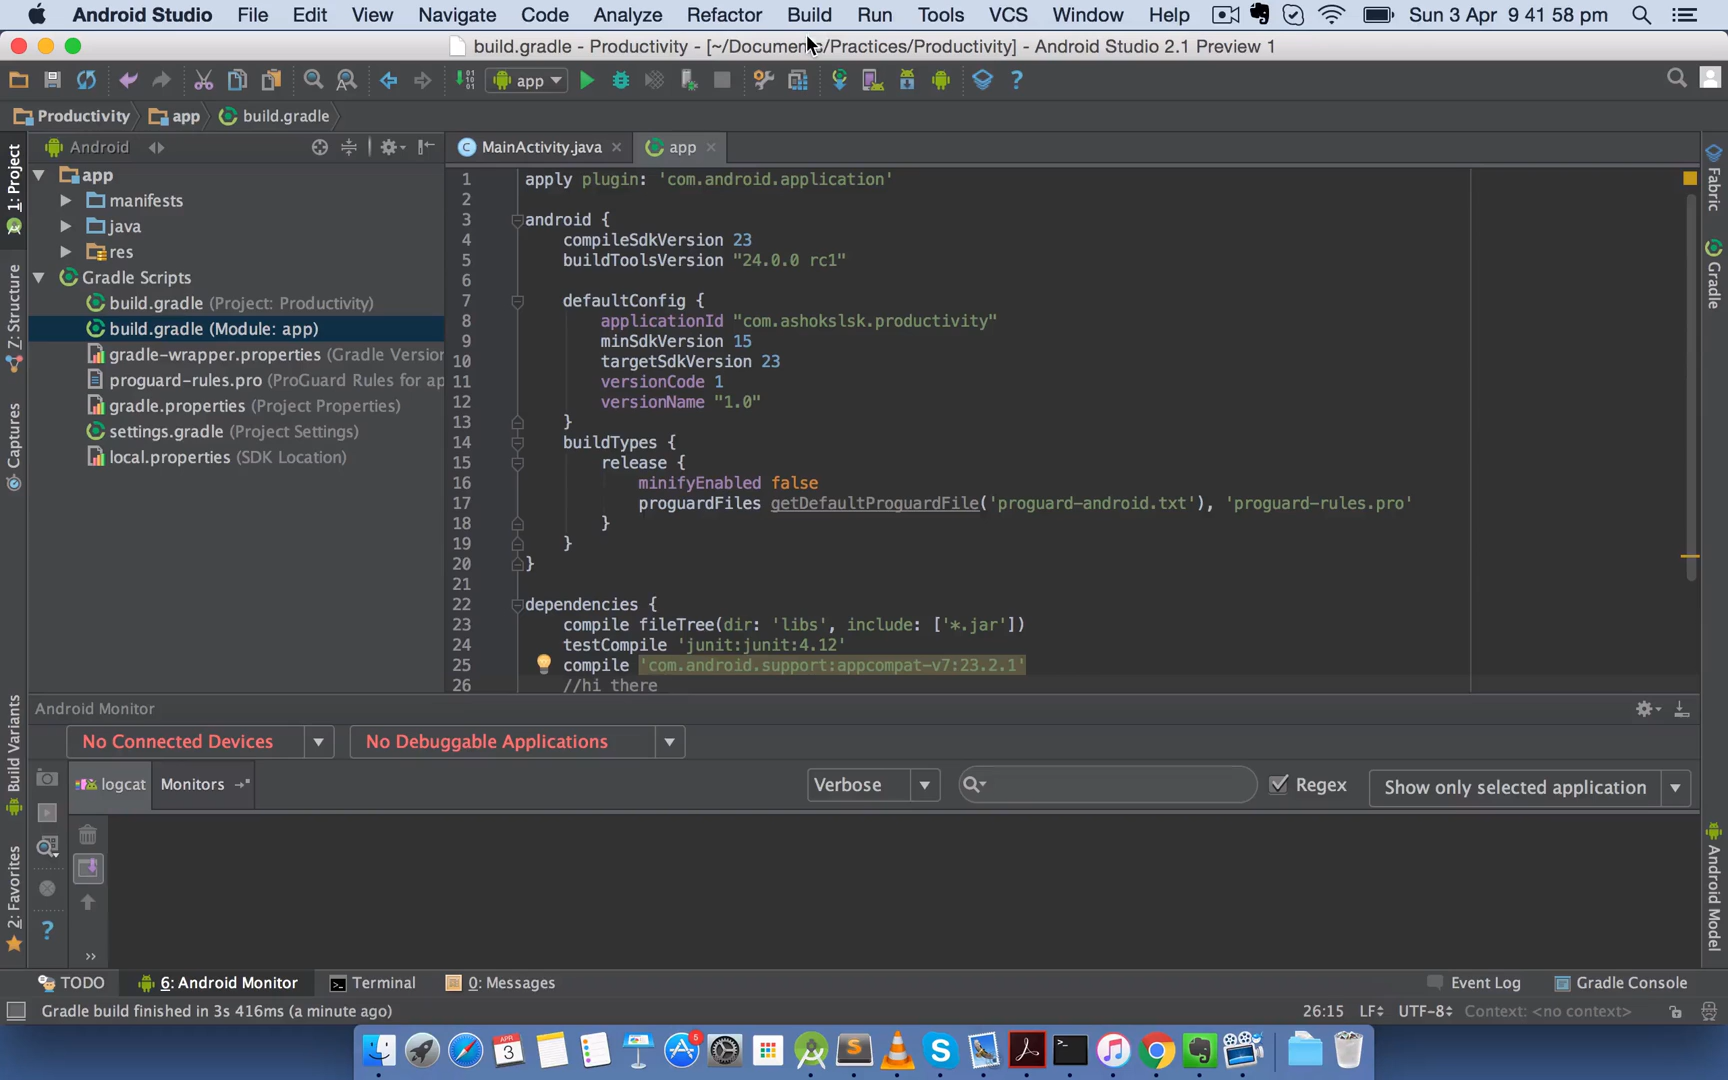 Android Studio File Edit View Navigate Code Analyze Refactor Build Run Tools VCS Window Help Sun 3 Apr 9 41 58 pm
build.gradle - Productivity - [~/Documents/Practices/Productivity] - Android Studio 2.1 Preview 1
app
Productivity app build.gradle
1: Project
Z: Structure
Captures
Build Variants
2: Favorites
Android
app
manifests
java
res
Gradle Scripts
build.gradle (Project: Productivity)
build.gradle (Module: app)
gradle-wrapper.properties (Gradle Version
proguard-rules.pro (ProGuard Rules for ap
gradle.properties (Project Properties)
settings.gradle (Project Settings)
local.properties (SDK Location)
MainActivity.java app
1 apply plugin: 'com.android.application'
2
3 android {
4 compileSdkVersion 23
5 buildToolsVersion "24.0.0 rc1"
6
7 defaultConfig {
8 applicationId "com.ashokslsk.productivity"
9 minSdkVersion 15
10 targetSdkVersion 23
11 versionCode 1
12 versionName "1.0"
13 }
14 buildTypes {
15 release {
16 minifyEnabled false
17 proguardFiles getDefaultProguardFile('proguard-android.txt'), 'proguard-rules.pro'
18 }
19 }
20 }
21
22 dependencies {
23 compile fileTree(dir: 'libs', include: ['*.jar'])
24 testCompile 'junit:junit:4.12'
25 compile 'com.android.support:appcompat-v7:23.2.1'
26 //hi there
Fabric
Gradle
Android Model
Android Monitor
No Connected Devices No Debuggable Applications
logcat Monitors Verbose Regex Show only selected application
TODO 6: Android Monitor Terminal 0: Messages Event Log Gradle Console
Gradle build finished in 3s 416ms (a minute ago) 26:15 LF UTF-8 Context: <no context>
APR
3
5